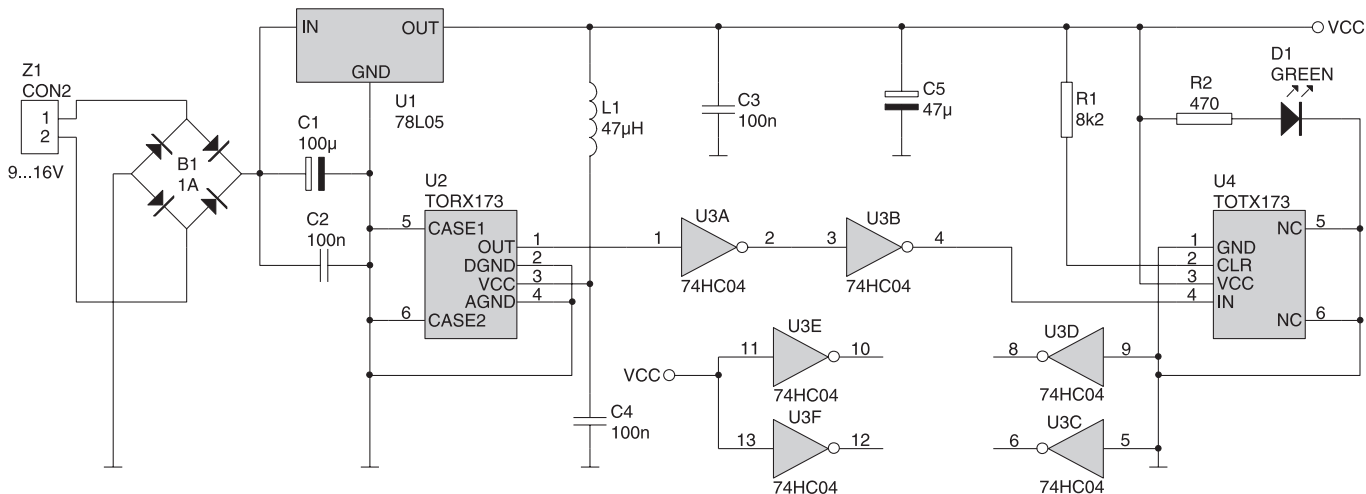 Z1
CON2
1
2
9...16V
B1
1A
IN
OUT
GND
U1
78L05
C1
100µ
C2
100n
U2
TORX173
5
CASE1
OUT
1
DGND
2
VCC
3
AGND
4
6
CASE2
L1
47µH
C3
100n
C5
47µ
C4
100n
U3A
1
2
74HC04
U3B
3
4
74HC04
U3E
11
10
74HC04
VCC
U3F
13
12
74HC04
U3D
8
9
74HC04
U3C
6
5
74HC04
R1
8k2
VCC
D1
GREEN
R2
470
U4
TOTX173
1
GND
2
CLR
3
VCC
4
IN
NC
5
NC
6